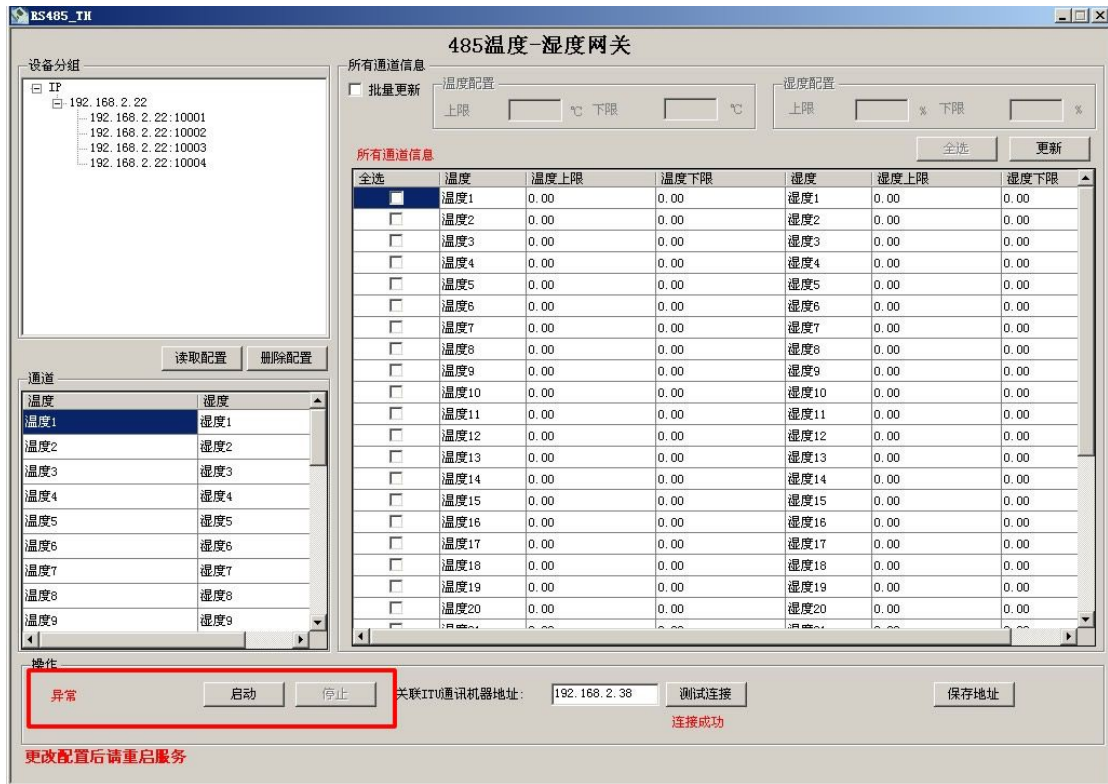 RS485_TH
485温度-湿度网关
设备分组
IP
192.168.2.22
192.168.2.22:10001
192.168.2.22:10002
192.168.2.22:10003
192.168.2.22:10004
读取配置 删除配置
通道
温度 湿度
温度1 湿度1
温度2 湿度2
温度3 湿度3
温度4 湿度4
温度5 湿度5
温度6 湿度6
温度7 湿度7
温度8 湿度8
温度9 湿度9
所有通道信息
批量更新
温度配置
上限 ℃ 下限 ℃
湿度配置
上限 % 下限 %
所有通道信息
全选 更新
全选 温度 温度上限 温度下限 湿度 湿度上限 湿度下限
温度1 0.00 0.00 湿度1 0.00 0.00
温度2 0.00 0.00 湿度2 0.00 0.00
温度3 0.00 0.00 湿度3 0.00 0.00
温度4 0.00 0.00 湿度4 0.00 0.00
温度5 0.00 0.00 湿度5 0.00 0.00
温度6 0.00 0.00 湿度6 0.00 0.00
温度7 0.00 0.00 湿度7 0.00 0.00
温度8 0.00 0.00 湿度8 0.00 0.00
温度9 0.00 0.00 湿度9 0.00 0.00
温度10 0.00 0.00 湿度10 0.00 0.00
温度11 0.00 0.00 湿度11 0.00 0.00
温度12 0.00 0.00 湿度12 0.00 0.00
温度13 0.00 0.00 湿度13 0.00 0.00
温度14 0.00 0.00 湿度14 0.00 0.00
温度15 0.00 0.00 湿度15 0.00 0.00
温度16 0.00 0.00 湿度16 0.00 0.00
温度17 0.00 0.00 湿度17 0.00 0.00
温度18 0.00 0.00 湿度18 0.00 0.00
温度19 0.00 0.00 湿度19 0.00 0.00
温度20 0.00 0.00 湿度20 0.00 0.00
操作
异常 启动 停止 关联ITU通讯机器地址: 192.168.2.38 测试连接 保存地址
连接成功
更改配置后请重启服务